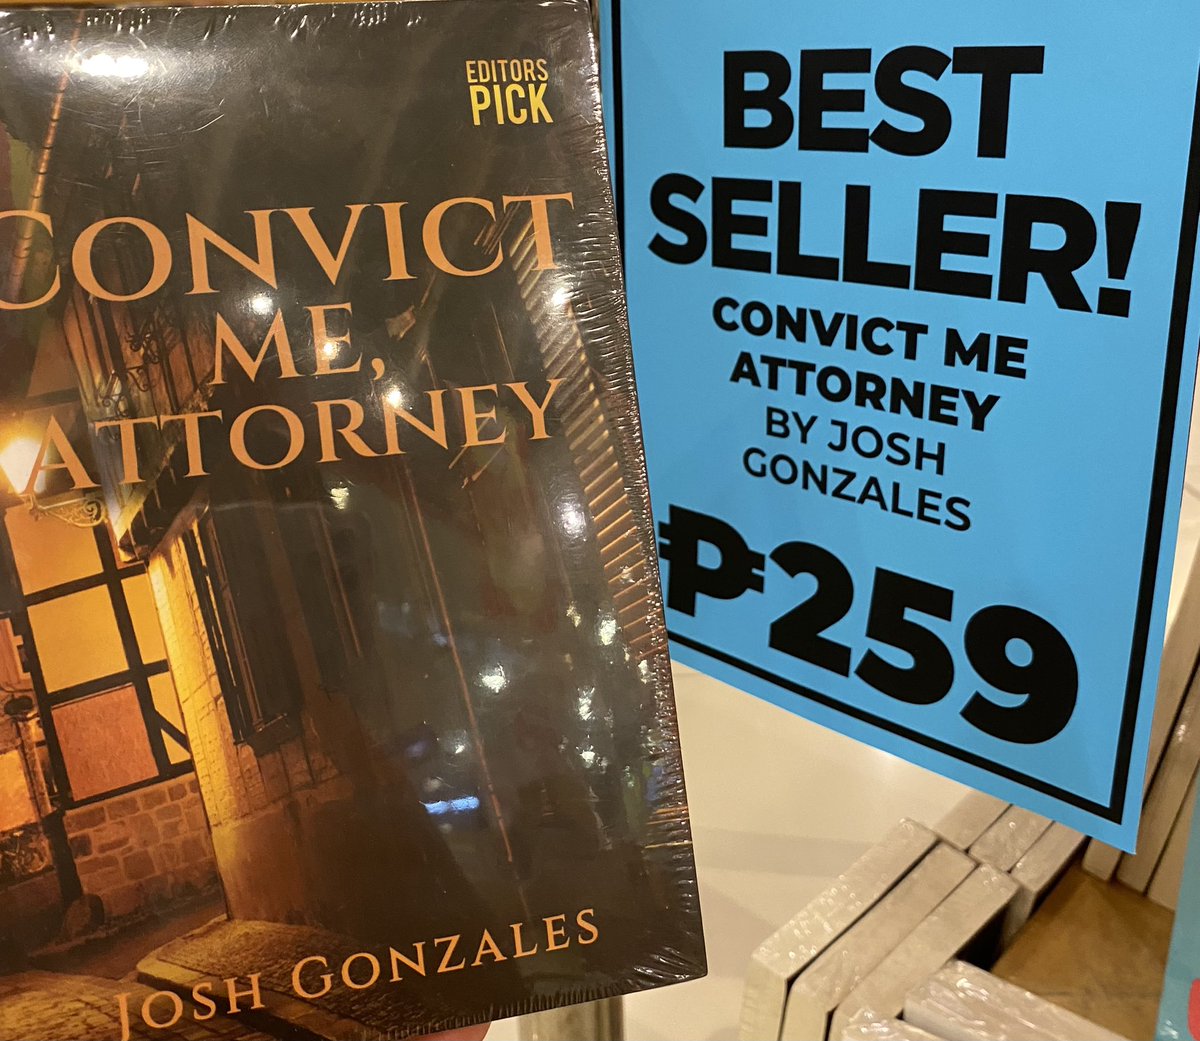 EDITORS
PICK
CONVICT
ME,
ATTORNEY
JOSH GONZALES
BEST
SELLER!
CONVICT ME
ATTORNEY
BY JOSH
GONZALES
₱259